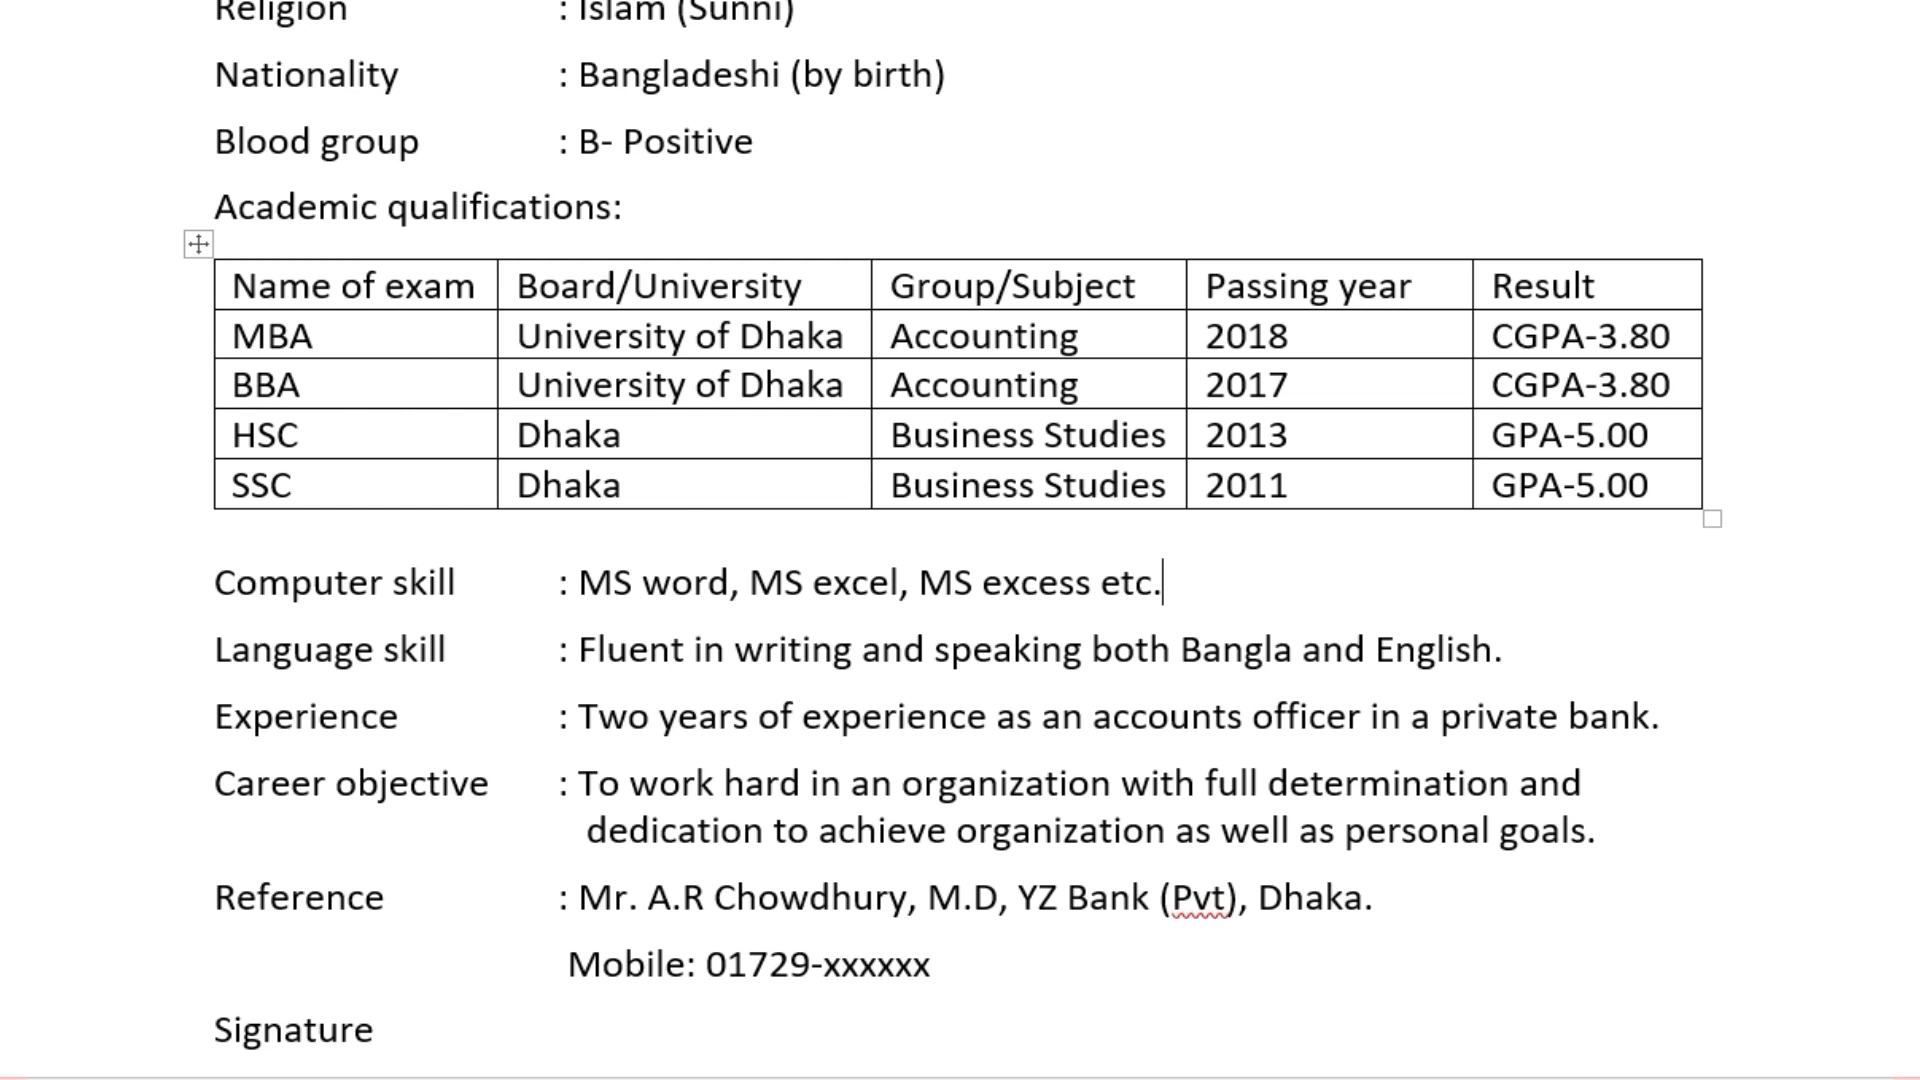 Religion : Islam (Sunni)
Nationality : Bangladeshi (by birth)
Blood group : B- Positive
Academic qualifications:
Name of exam Board/University Group/Subject Passing year Result
MBA University of Dhaka Accounting 2018 CGPA-3.80
BBA University of Dhaka Accounting 2017 CGPA-3.80
HSC Dhaka Business Studies 2013 GPA-5.00
SSC Dhaka Business Studies 2011 GPA-5.00
Computer skill : MS word, MS excel, MS excess etc.
Language skill : Fluent in writing and speaking both Bangla and English.
Experience : Two years of experience as an accounts officer in a private bank.
Career objective : To work hard in an organization with full determination and
dedication to achieve organization as well as personal goals.
Reference : Mr. A.R Chowdhury, M.D, YZ Bank (Pvt), Dhaka.
Mobile: 01729-xxxxxx
Signature